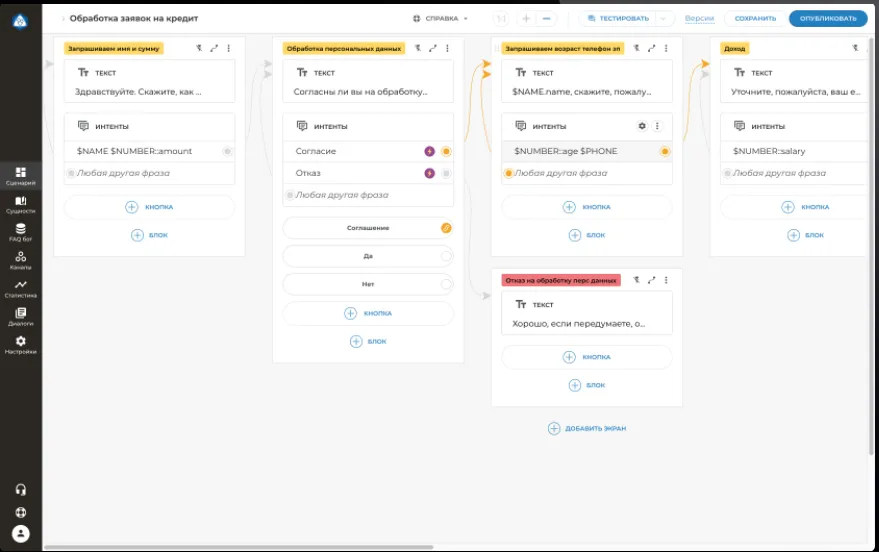 Обработка заявок на кредит
СПРАВКА
1:1
ТЕСТИРОВАТЬ
Версии
СОХРАНИТЬ
ОПУБЛИКОВАТЬ
Сценарий
Сущности
FAQ бот
Каналы
Статистика
Диалоги
Настройки
Запрашиваем имя и сумму
ТЕКСТ
Здравствуйте. Скажите, как ...
ИНТЕНТЫ
$NAME $NUMBER::amount
Любая другая фраза
КНОПКА
БЛОК
Обработка персональных данных
ТЕКСТ
Согласны ли вы на обработку...
ИНТЕНТЫ
Согласие
Отказ
Любая другая фраза
Соглашение
Да
Нет
КНОПКА
БЛОК
Запрашиваем возраст телефон зп
ТЕКСТ
$NAME.name, скажите, пожалу...
ИНТЕНТЫ
$NUMBER::age $PHONE
Любая другая фраза
КНОПКА
БЛОК
Отказ на обработку перс данных
ТЕКСТ
Хорошо, если передумаете, о...
КНОПКА
БЛОК
ДОБАВИТЬ ЭКРАН
Доход
ТЕКСТ
Уточните, пожалуйста, ваш е...
ИНТЕНТЫ
$NUMBER::salary
Любая другая фраза
КНОПКА
БЛОК